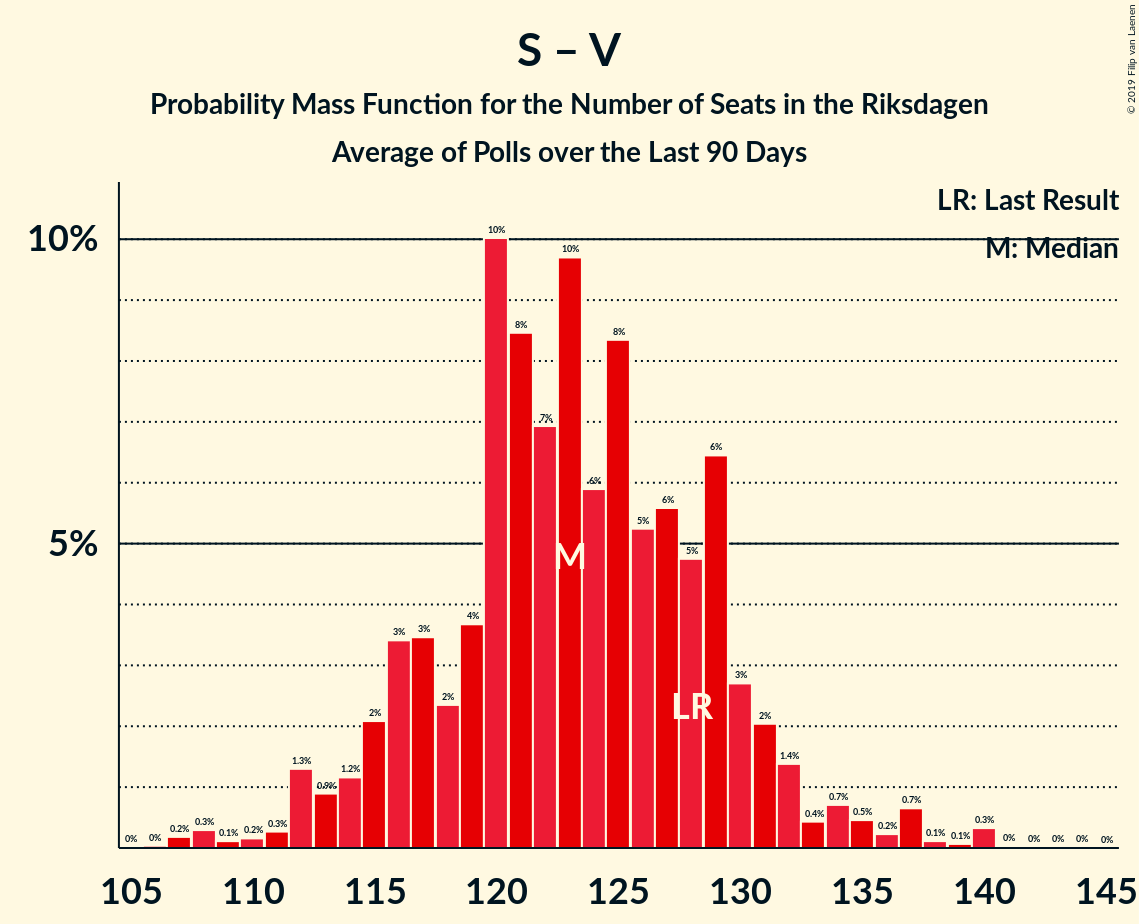 © 2019 Filip van Laenen
S – V
Probability Mass Function for the Number of Seats in the Riksdagen
Average of Polls over the Last 90 Days
LR: Last Result
M: Median
10%
5%
0% 0% 0.2% 0.3% 0.1% 0.2% 0.3% 1.3% 0.9% 1.2% 2% 3% 3% 2% 4% 10% 8% 7% 10% 6% 8% 5% 6% 5% 6% 3% 2% 1.4% 0.4% 0.7% 0.5% 0.2% 0.7% 0.1% 0.1% 0.3% 0% 0% 0% 0% 0%
M
LR
105 110 115 120 125 130 135 140 145